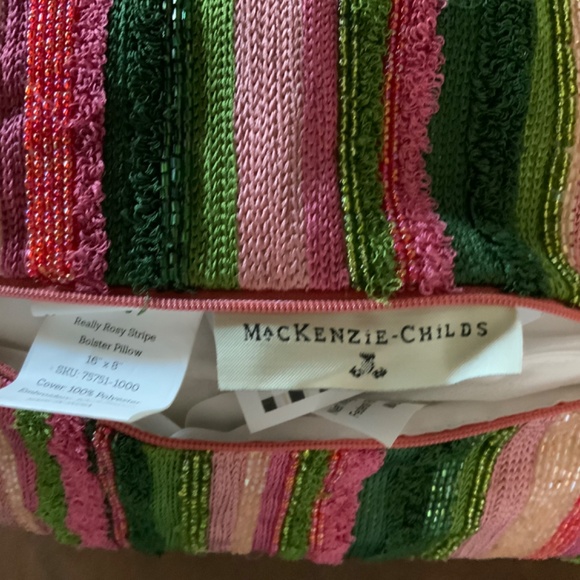 Really Rosy Stripe
Bolster Pillow
16" x 8"
SKU: 75751-1000
Cover: 100% Polyester
MACKENZIE-CHILDS